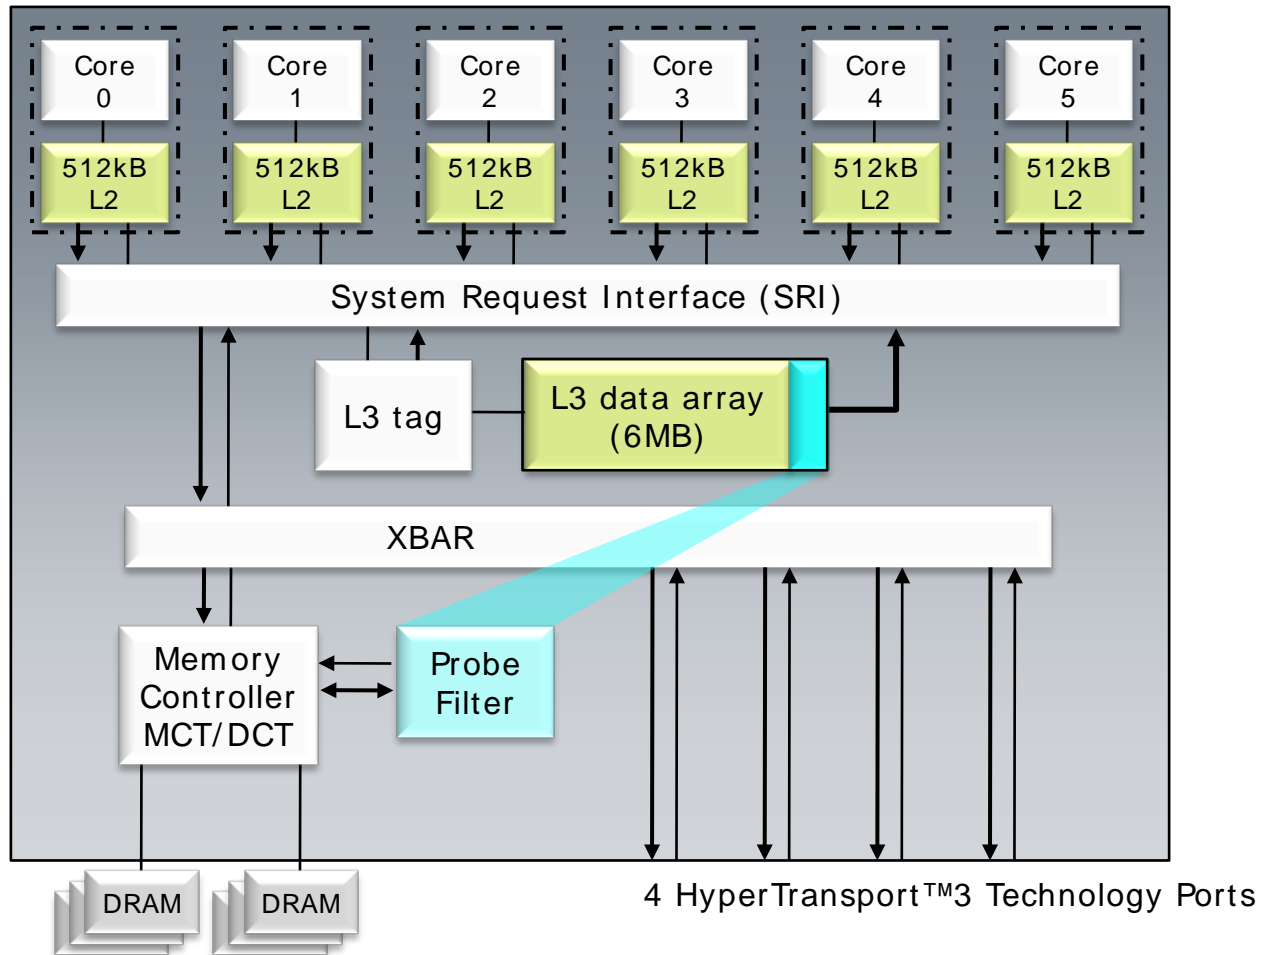 Core
0
Core
1
Core
2
Core
3
Core
4
Core
5
512kB
L2
512kB
L2
512kB
L2
512kB
L2
512kB
L2
512kB
L2
System Request Interface (SRI)
L3 tag
L3 data array
(6MB)
XBAR
Memory
Controller
MCT/DCT
Probe
Filter
DRAM
DRAM
4 HyperTransport™3 Technology Ports